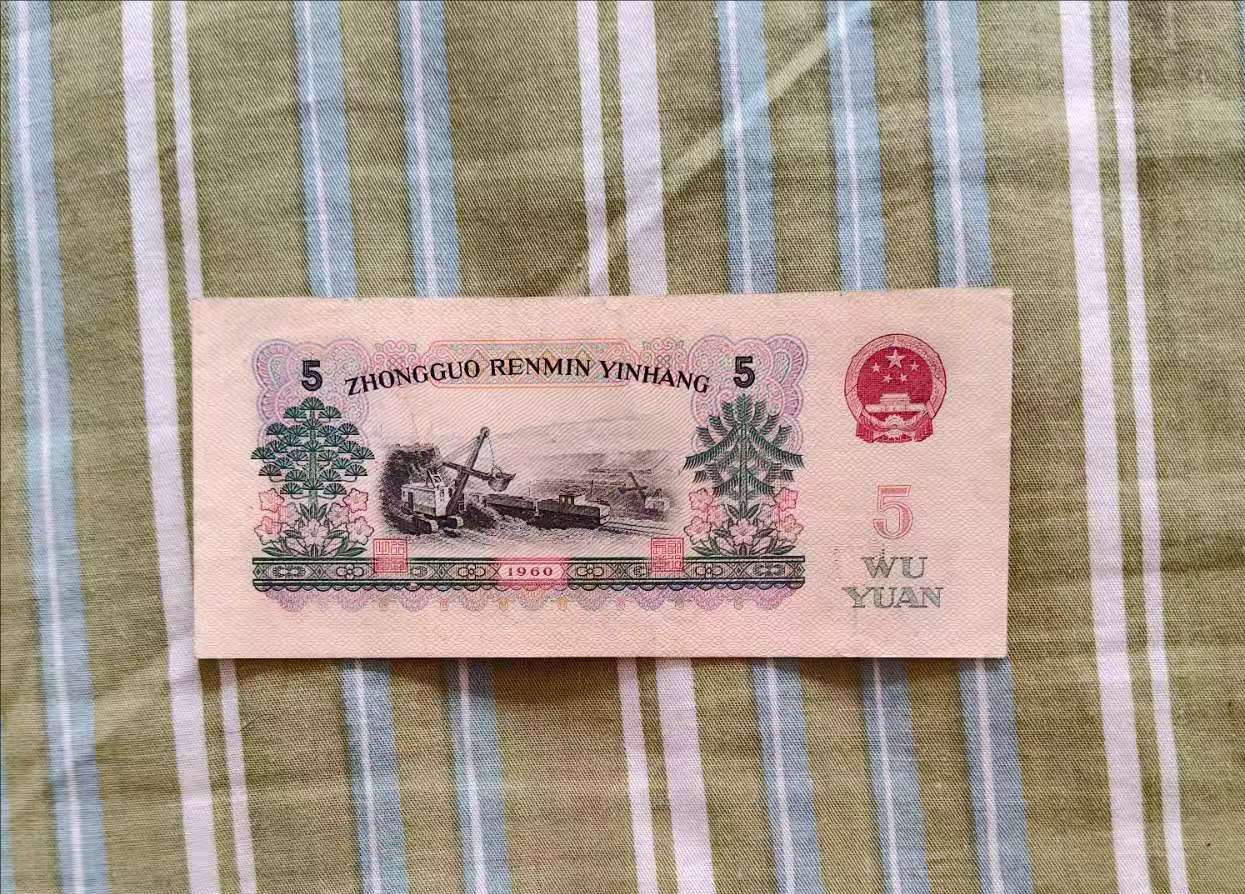 5 ZHONGGUO RENMIN YINHANG 5
1960
5
WU
YUAN